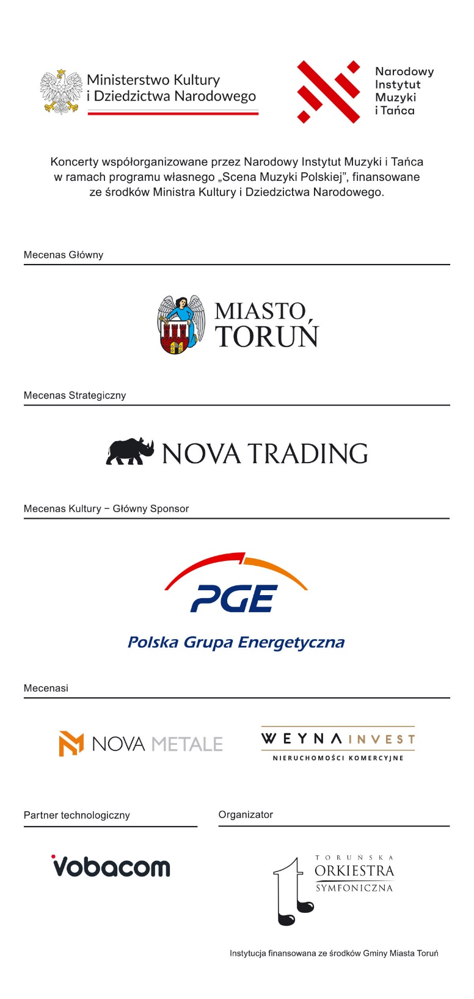 Ministerstwo Kultury
i Dziedzictwa Narodowego
Narodowy
Instytut
Muzyki
i Tańca
Koncerty współorganizowane przez Narodowy Instytut Muzyki i Tańca
w ramach programu własnego „Scena Muzyki Polskiej”, finansowane
ze środków Ministra Kultury i Dziedzictwa Narodowego.
Mecenas Główny
MIASTO
TORUŃ
Mecenas Strategiczny
NOVA TRADING
Mecenas Kultury – Główny Sponsor
PGE
Polska Grupa Energetyczna
Mecenasi
NOVA METALE
WEYNA INVEST
NIERUCHOMOŚCI KOMERCYJNE
Partner technologiczny
Vobacom
Organizator
TORUŃSKA
ORKIESTRA
SYMFONICZNA
Instytucja finansowana ze środków Gminy Miasta Toruń